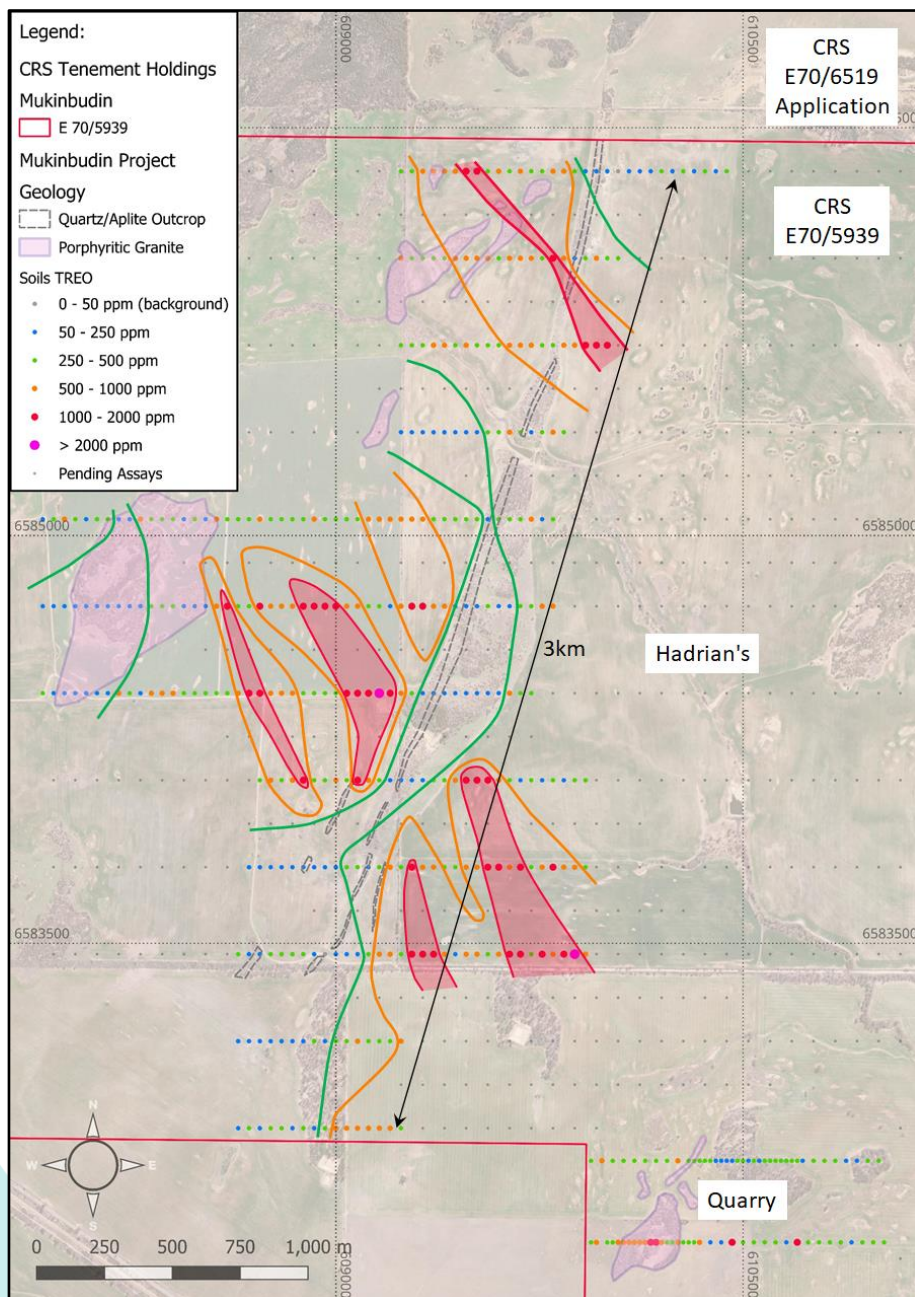 Legend:
CRS Tenement Holdings
Mukinbudin
E 70/5939
Mukinbudin Project
Geology
Quartz/Aplite Outcrop
Porphyritic Granite
Soils TREO
0 - 50 ppm (background)
50 - 250 ppm
250 - 500 ppm
500 - 1000 ppm
1000 - 2000 ppm
> 2000 ppm
Pending Assays
609000
610500
CRS
E70/6519
Application
CRS
E70/5939
6585000
6585000
3km
Hadrian's
6583500
6583500
N
W
E
S
Quarry
0
250
500
750
1,000 m
609000
610500